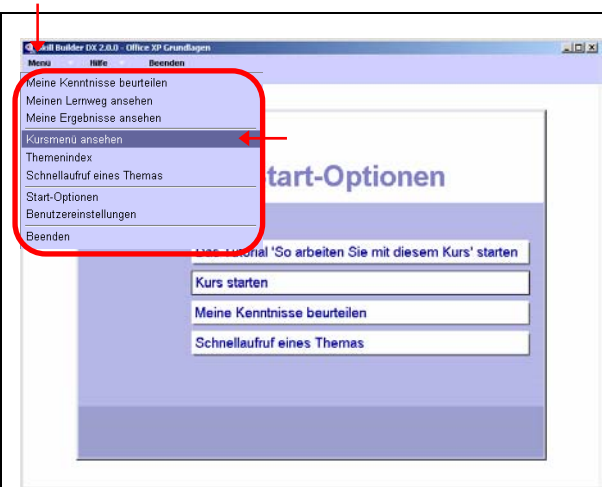 Skill Builder DX 2.0.0 - Office XP Grundlagen
Menü Hilfe Beenden
Meine Kenntnisse beurteilen
Meinen Lernweg ansehen
Meine Ergebnisse ansehen
Kursmenü ansehen
Themenindex
Schnellaufruf eines Themas
Start-Optionen
Benutzereinstellungen
Beenden
tart-Optionen
Das Tutorial 'So arbeiten Sie mit diesem Kurs' starten
Kurs starten
Meine Kenntnisse beurteilen
Schnellaufruf eines Themas